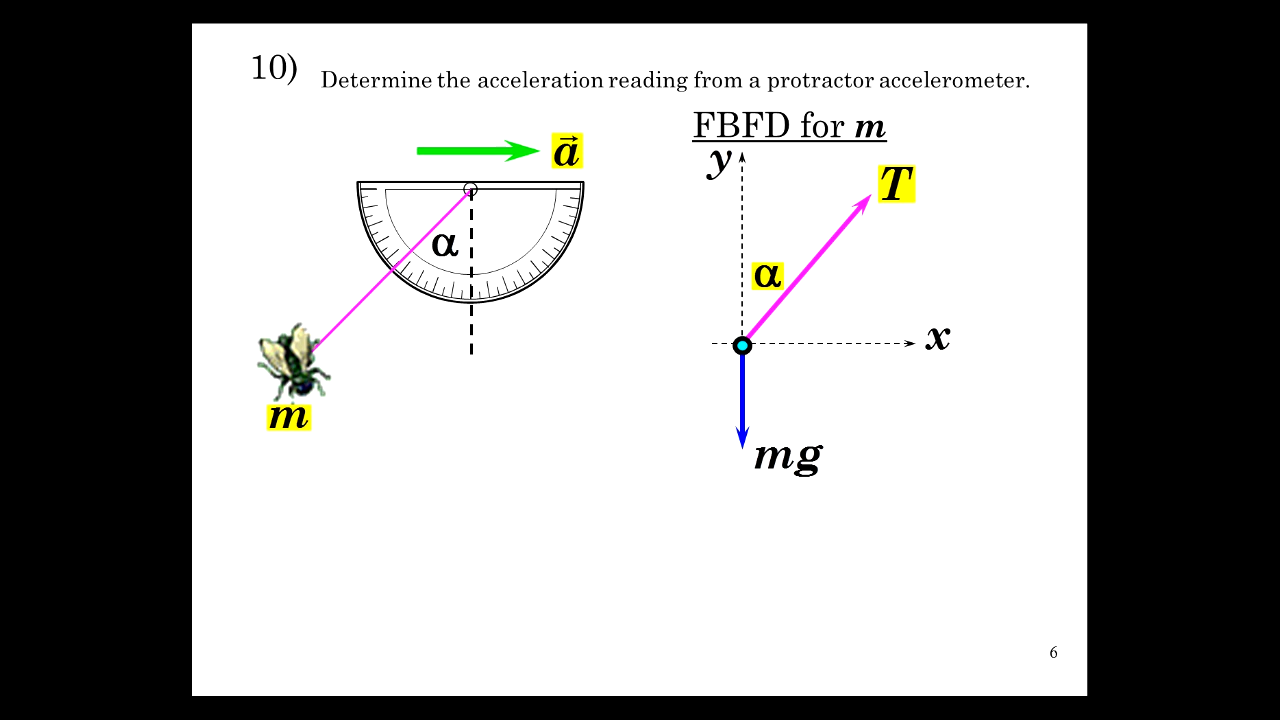 10) Determine the acceleration reading from a protractor accelerometer.
a⃗
α
m
FBFD for m
y
T
α
x
mg
6